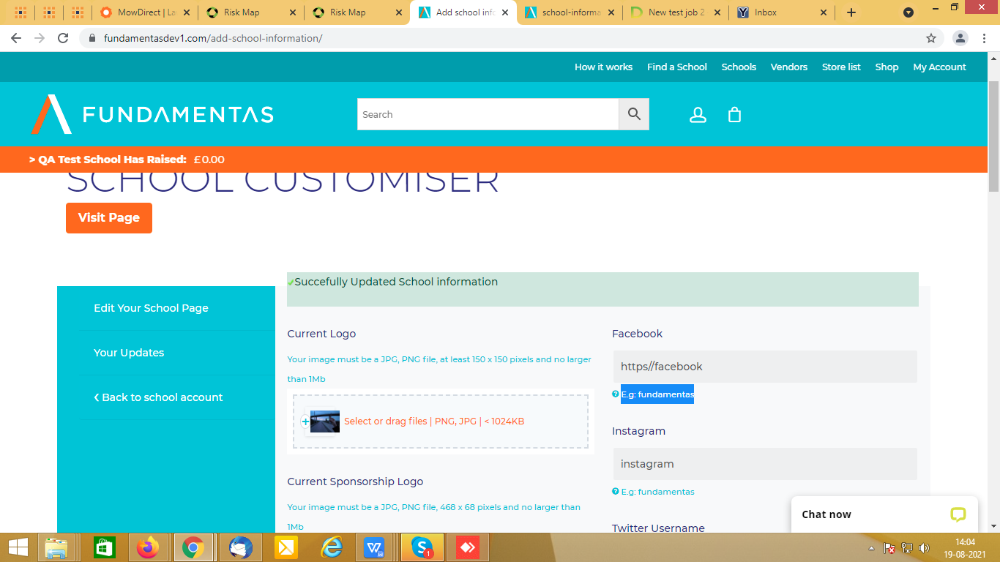 MowDirect | La
Risk Map
Risk Map
Add school info
school-informa
New test job 2
Inbox
fundamentasdev1.com/add-school-information/
How it works Find a School Schools Vendors Store list Shop My Account
FUNDAMENTAS
Search
> QA Test School Has Raised: £0.00
SCHOOL CUSTOMISER
Visit Page
Succefully Updated School information
Edit Your School Page
Your Updates
Back to school account
Current Logo
Your image must be a JPG, PNG file, at least 150 x 150 pixels and no larger
than 1Mb
Select or drag files | PNG, JPG | < 1024KB
Current Sponsorship Logo
Your image must be a JPG, PNG file, 468 x 68 pixels and no larger than
1Mb
Facebook
https//facebook
E.g: fundamentas
Instagram
instagram
E.g: fundamentas
Twitter Username
Chat now
14:04
19-08-2021